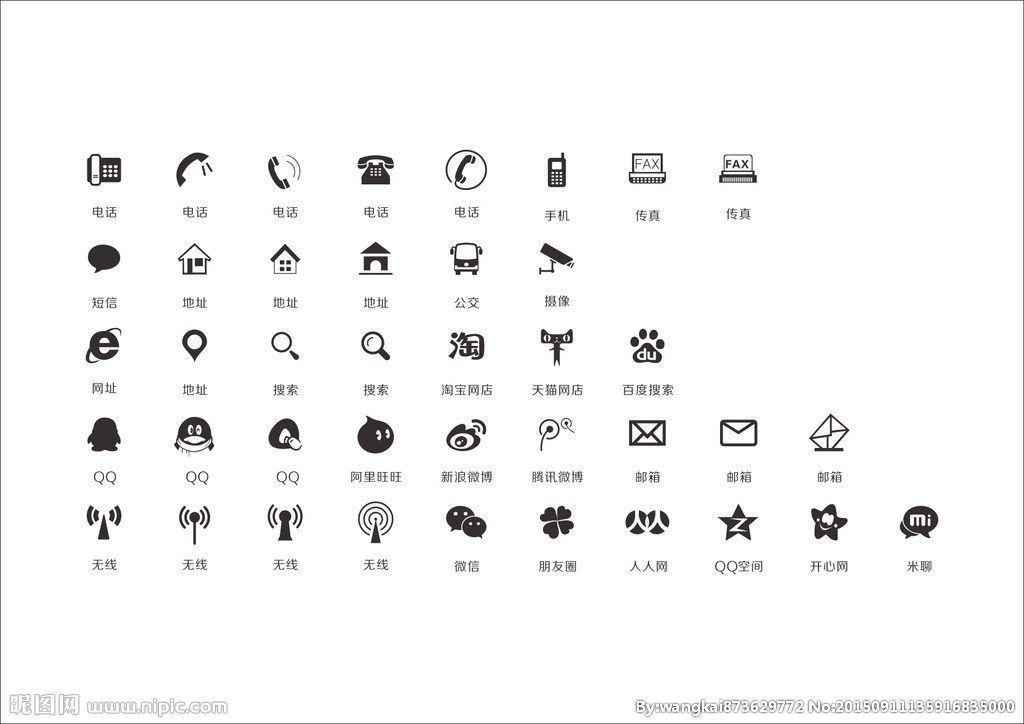 FAX FAX
电话 电话 电话 电话 电话 手机 传真 传真
短信 地址 地址 地址 公交 摄像
淘 du
网址 地址 搜索 搜索 淘宝网店 天猫网店 百度搜索
QQ QQ QQ 阿里旺旺 新浪微博 腾讯微博 邮箱 邮箱 邮箱
mi
无线 无线 无线 无线 微信 朋友圈 人人网 QQ空间 开心网 米聊
昵图网 www.nipic.com By:wangkai873629772 No:20150911135916835000